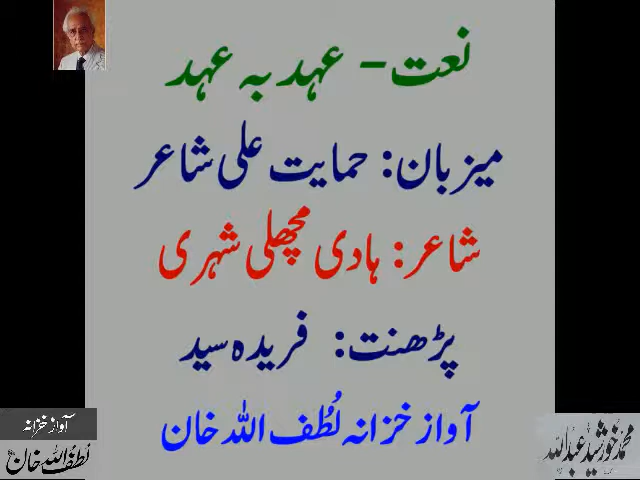 نعت - عہد بہ عہد
میزبان: حمایت علی شاعر
شاعر: ہادی مچھلی شہری
پڑھنت: فریدہ سید
آواز خزانہ لُطف اللہ خان
آواز خزانہ
لُطفُ اللہ خان
محمد خورشید عبداللہ